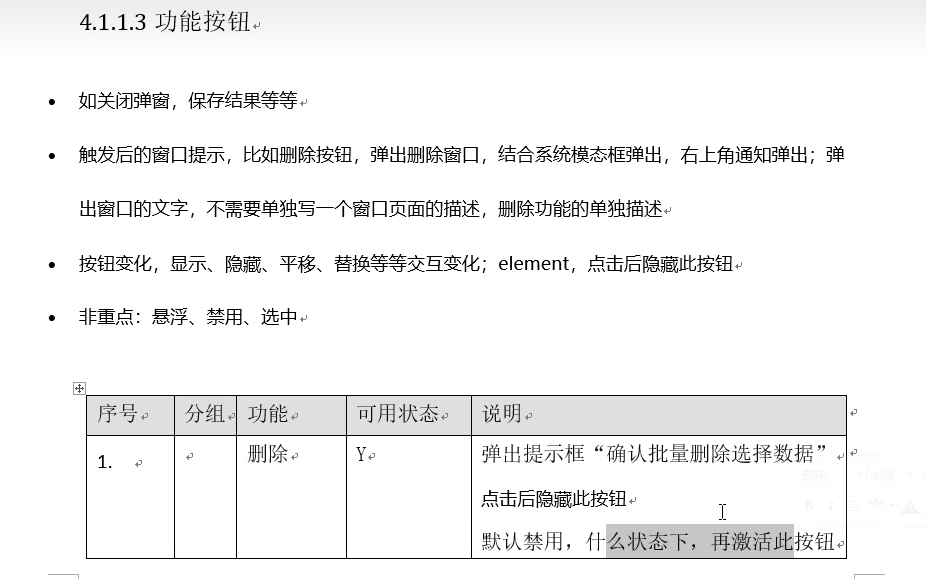 4.1.1.3 功能按钮
• 如关闭弹窗，保存结果等等
• 触发后的窗口提示，比如删除按钮，弹出删除窗口，结合系统模态框弹出，右上角通知弹出；弹
出窗口的文字，不需要单独写一个窗口页面的描述，删除功能的单独描述
• 按钮变化，显示、隐藏、平移、替换等等交互变化；element，点击后隐藏此按钮
• 非重点：悬浮、禁用、选中
序号 分组 功能 可用状态 说明
1. 删除 Y 弹出提示框“确认批量删除选择数据”
点击后隐藏此按钮
默认禁用，什么状态下，再激活此按钮